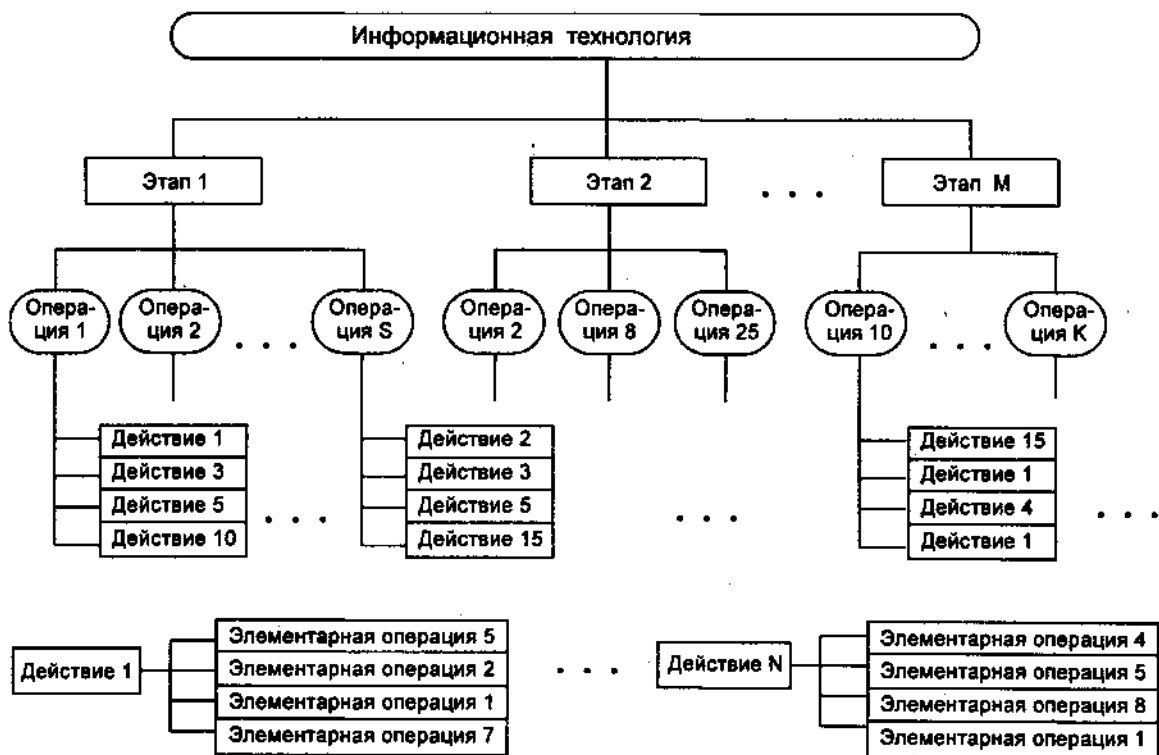 Информационная технология
Этап 1
Этап 2
. . .
Этап М
Опера-
ция 1
Опера-
ция 2
. . .
Опера-
ция S
Опера-
ция 2
Опера-
ция 8
Опера-
ция 25
Опера-
ция 10
. . .
Опера-
ция К
Действие 1
Действие 3
Действие 5
Действие 10
. . .
Действие 2
Действие 3
Действие 5
Действие 15
. . .
Действие 15
Действие 1
Действие 4
Действие 1
. . .
Действие 1
Элементарная операция 5
Элементарная операция 2
Элементарная операция 1
Элементарная операция 7
. . .
Действие N
Элементарная операция 4
Элементарная операция 5
Элементарная операция 8
Элементарная операция 1